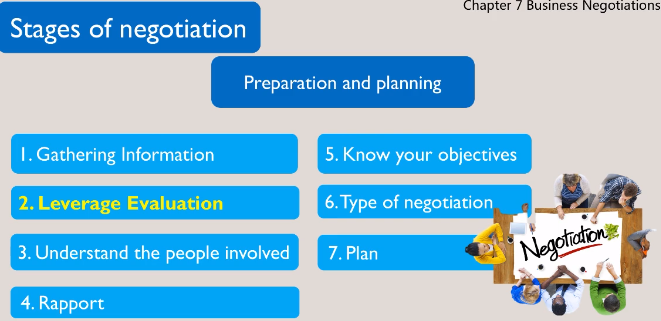 Chapter 7 Business Negotiations
Stages of negotiation
Preparation and planning
1. Gathering Information
2. Leverage Evaluation
3. Understand the people involved
4. Rapport
5. Know your objectives
6. Type of negotiation
7. Plan
Negotiation